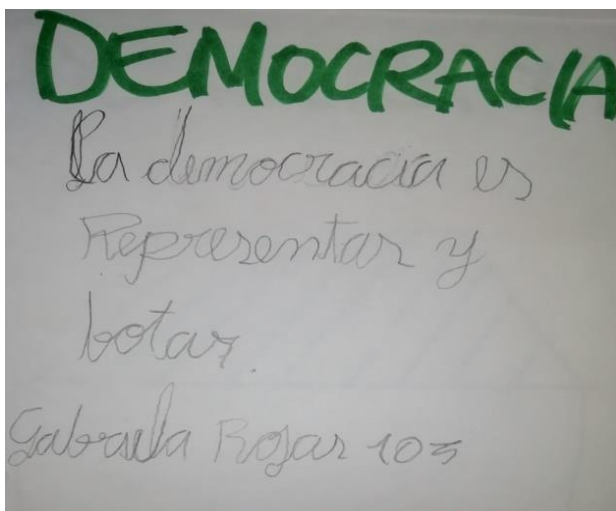 DEMOCRACIA
La democracia es
Representar y
botar.
Gabriela Rojas 103